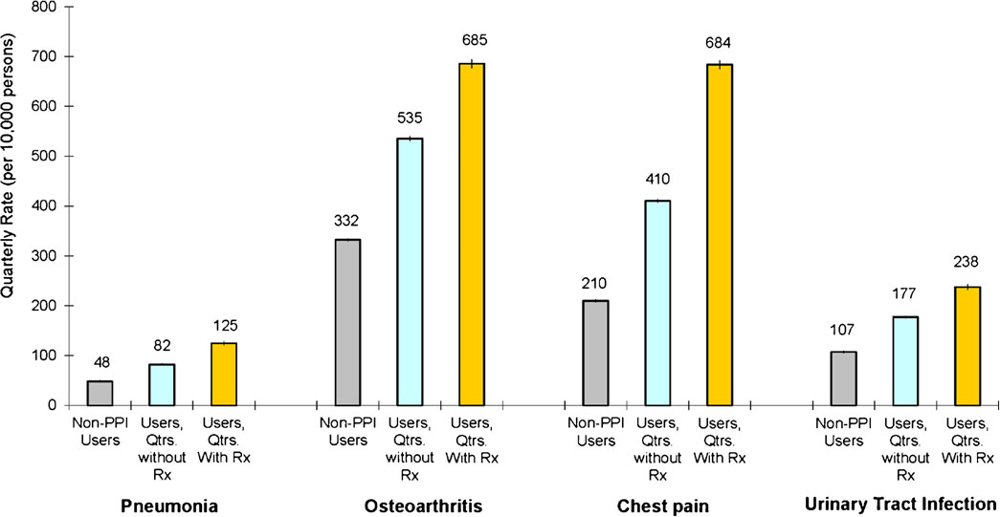 Quarterly Rate (per 10,000 persons)
800
700
600
500
400
300
200
100
0
48
82
125
332
535
685
210
410
684
107
177
238
Non-PPI
Users
Users,
Qtrs.
without
Rx
Users,
Qtrs.
With Rx
Non-PPI
Users
Users,
Qtrs.
without
Rx
Users,
Qtrs.
With Rx
Non-PPI
Users
Users,
Qtrs.
without
Rx
Users,
Qtrs.
With Rx
Non-PPI
Users
Users,
Qtrs.
without
Rx
Users,
Qtrs.
With Rx
Pneumonia
Osteoarthritis
Chest pain
Urinary Tract Infection